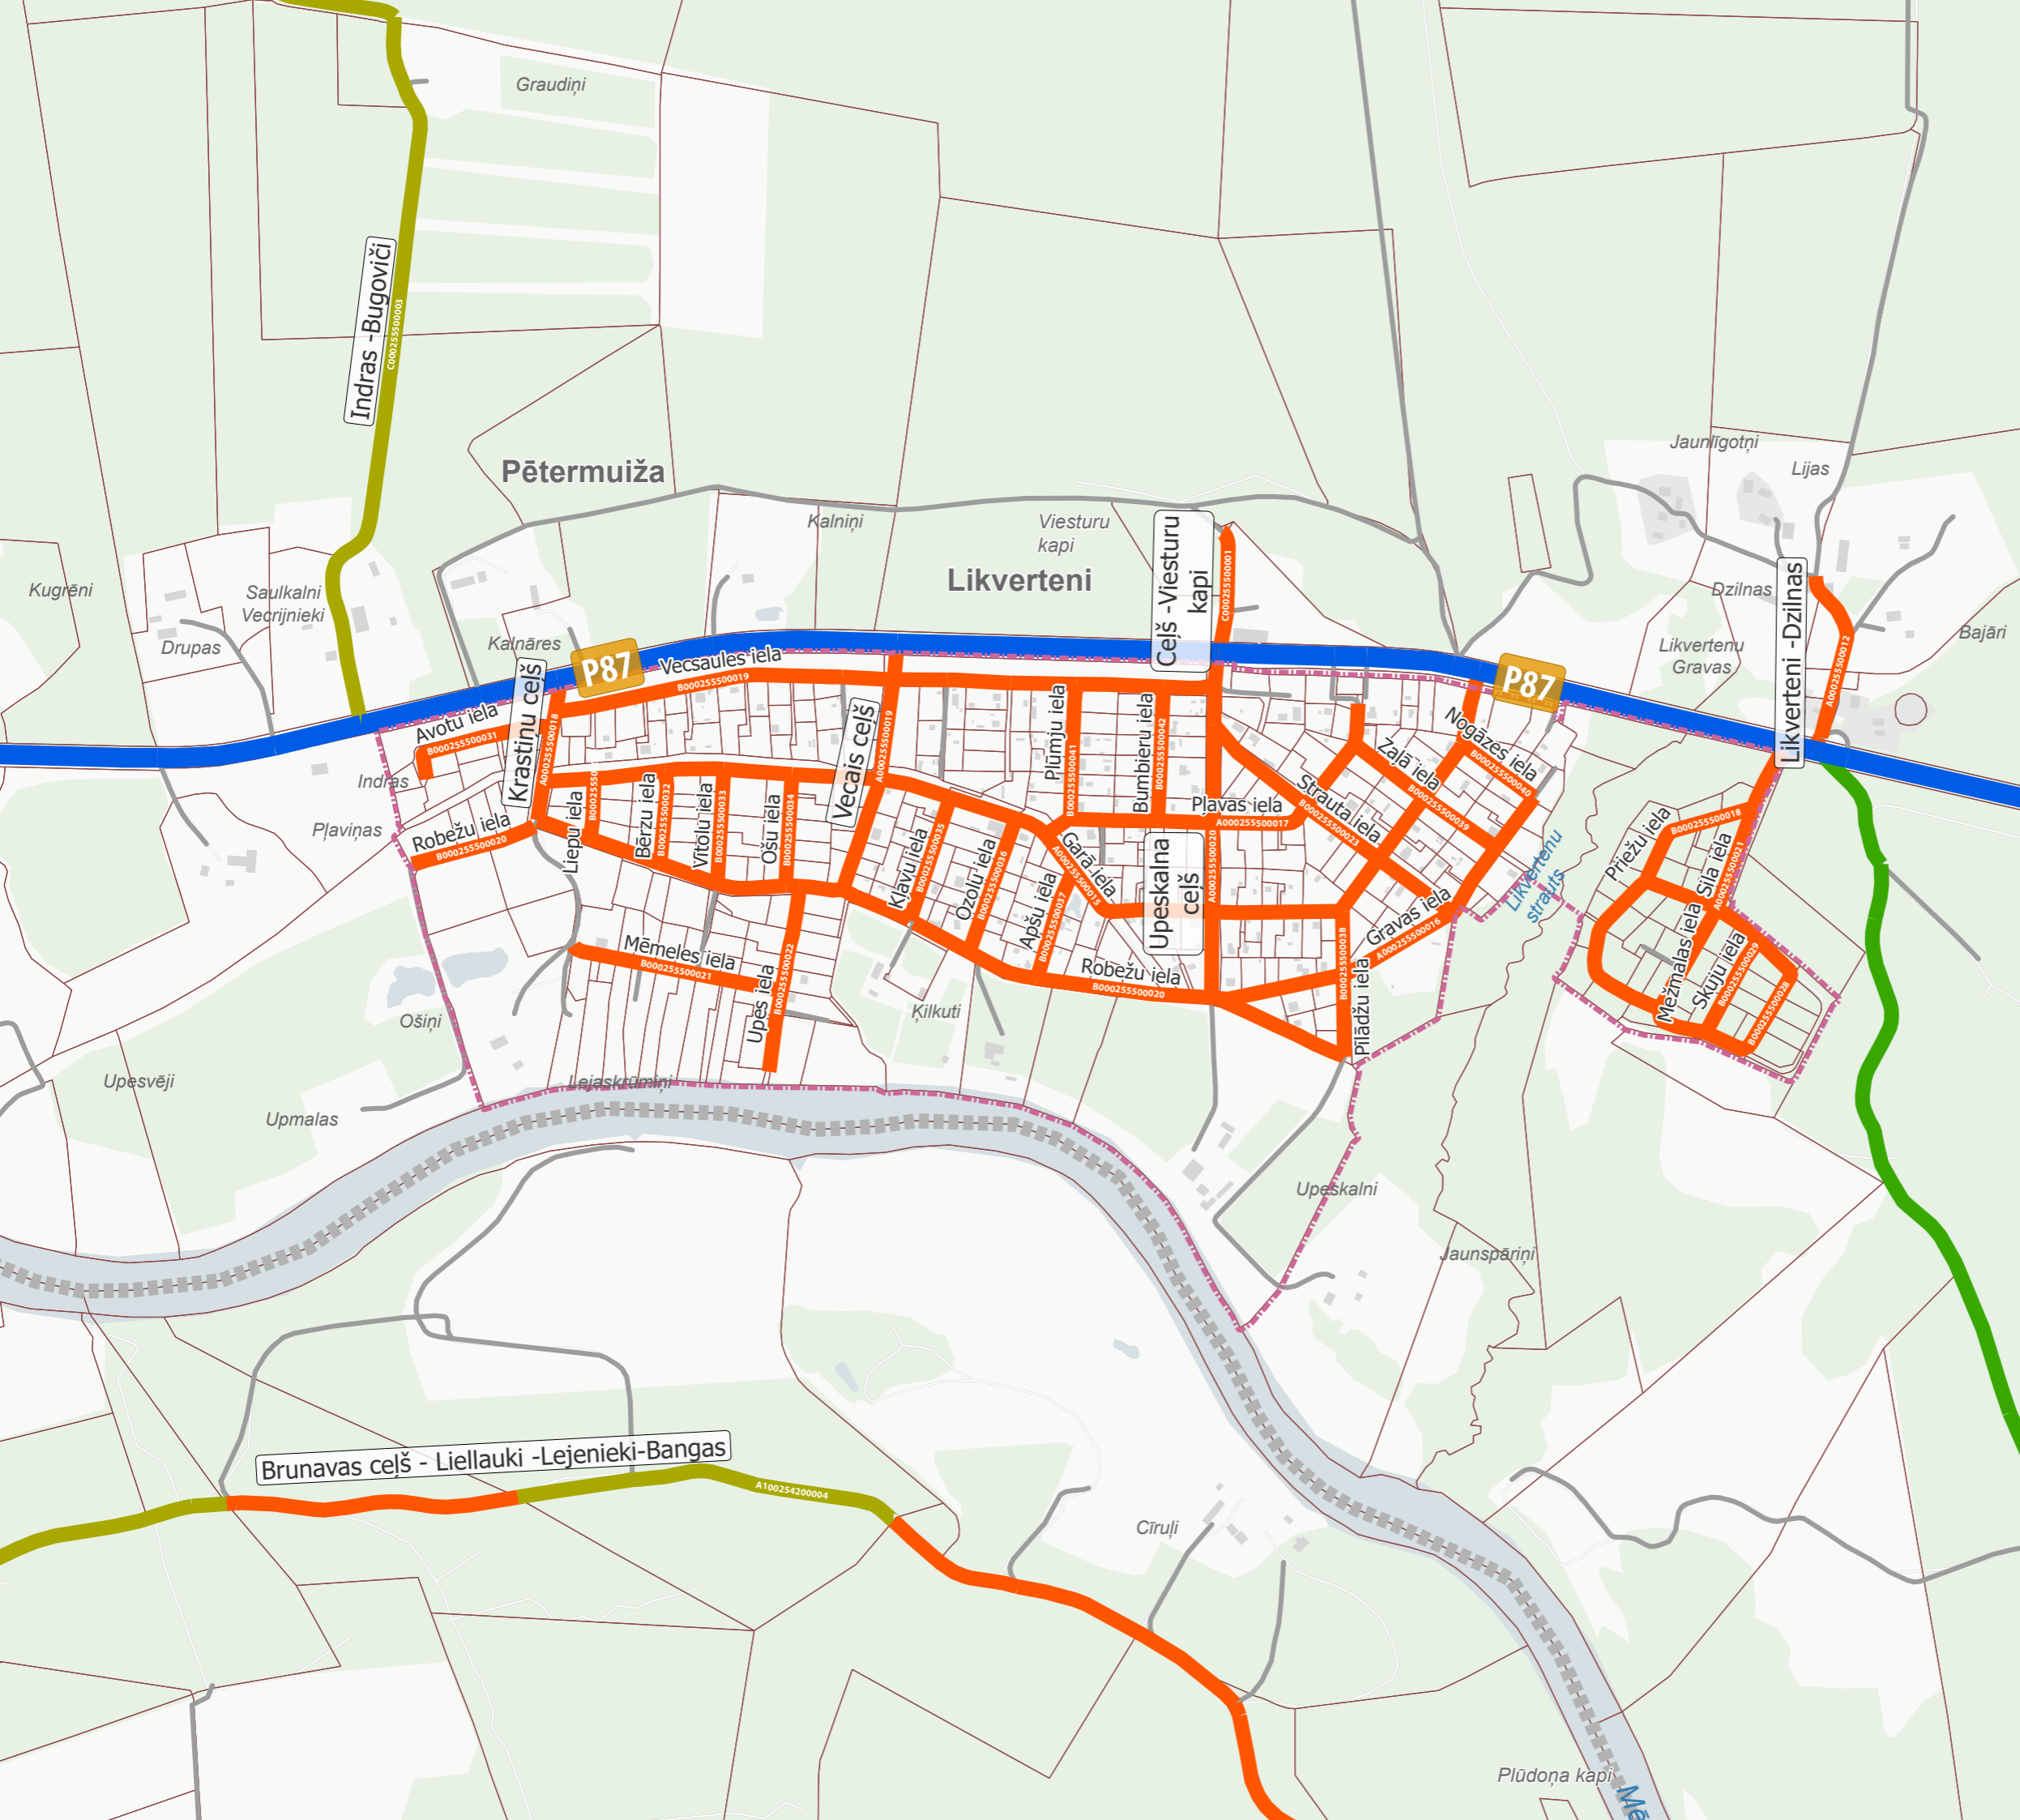 Graudiņi
Indras -Bugoviči
C000255500003
Pētermuiža
Kalniņi
Viesturu
kapi
Likverteni
Ceļš -Viesturu
kapi
C000255500001
Jaunlīgotņi
Lijas
Dzilnas
Likverteni -Dzilnas
A000255500012
Bajāri
Likvertenu
Gravas
Kugrēni
Saulkalni
Vecrijnieki
Drupas
Kalnāres
P87
P87
Vecsaules iela
B000255500019
Avotu iela
B000255500031
Krastiņu ceļš
A000255500018
Indras
Pļaviņas
Robežu iela
B000255500020
Liepu iela
Bērzu iela
B000255500032
Vītolu iela
B000255500033
Ošu iela
B000255500034
Vecais ceļš
A000255500019
Kļavu iela
B000255500035
Ozolu iela
B000255500036
Apšu iela
B000255500037
Garā iela
A000255500015
Plūmju iela
B000255500041
Bumbieru iela
B000255500042
Pļavas iela
A000255500017
Upeskalna
ceļš
A000255500020
Strauta iela
B000255500023
Zaļā iela
B000255500039
Nogāzes iela
B000255500040
Gravas iela
A000255500016
Pīlādžu iela
B000255500038
Robežu iela
B000255500020
Mēmeles iela
B000255500021
Upes iela
B000255500022
Likvertenu
strauts
Priežu iela
B000255500018
Sila iela
A000255500021
Mežmalas iela
Skuju iela
B000255500029
B000255500028
Ošiņi
Ķilkuti
Lejaskrūmiņi
Upesvēji
Upmalas
Upeskalni
Jaunspāriņi
Brunavas ceļš - Liellauki -Lejenieki-Bangas
A100254200004
Cīruļi
Plūdoņa kapi